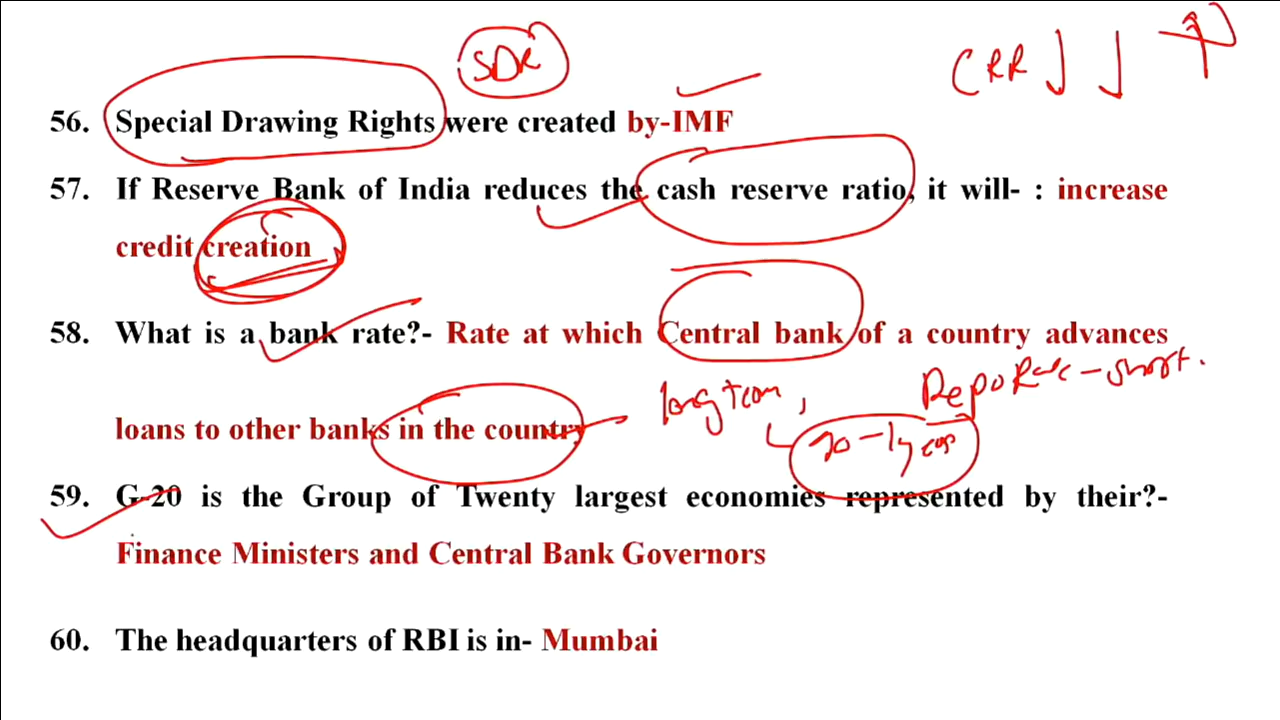 SDR
CRR
56. Special Drawing Rights were created by-IMF
57. If Reserve Bank of India reduces the cash reserve ratio, it will- : increase
credit creation
58. What is a bank rate?- Rate at which Central bank of a country advances
Repo Rate - short.
long term,
loans to other banks in the country
59. G-20 is the Group of Twenty largest economies represented by their?-
Finance Ministers and Central Bank Governors
60. The headquarters of RBI is in- Mumbai